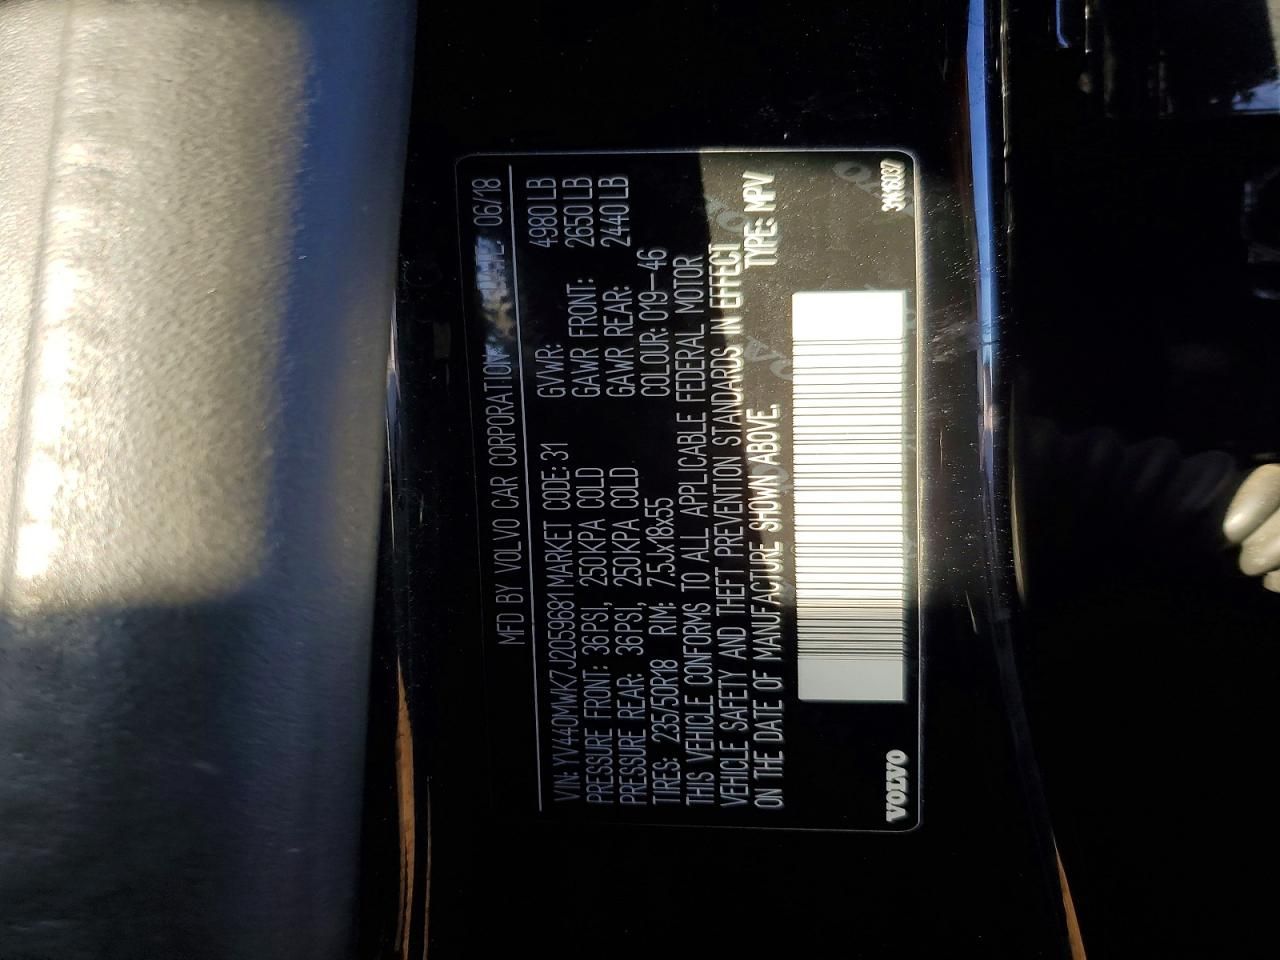 MFD BY VOLVO CAR CORPORATION 06/18
VIN: YV440MWK7J2059681 MARKET CODE: 31 GVWR: 4980 LB
PRESSURE FRONT: 36PSI, 250KPA COLD GAWR FRONT: 2650 LB
PRESSURE REAR: 36PSI, 250KPA COLD GAWR REAR: 2440 LB
TIRES: 235/50R18 RIM: 7.5Jx18x55 COLOUR: 019-46
THIS VEHICLE CONFORMS TO ALL APPLICABLE FEDERAL MOTOR
VEHICLE SAFETY AND THEFT PREVENTION STANDARDS IN EFFECT
ON THE DATE OF MANUFACTURE SHOWN ABOVE. TYPE: MPV
VOLVO